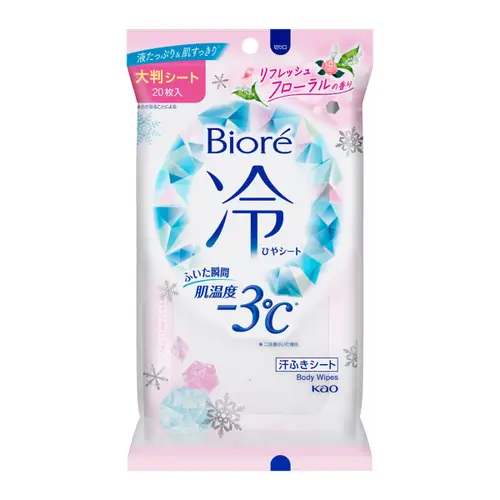 切り口
液たっぷり&肌すっきり*
大判シート
20枚入
リフレッシュ
フローラルの香り
Bioré
冷
ひやシート
ふいた瞬間
肌温度
-3℃*
汗ふきシート
Body Wipes
Kao